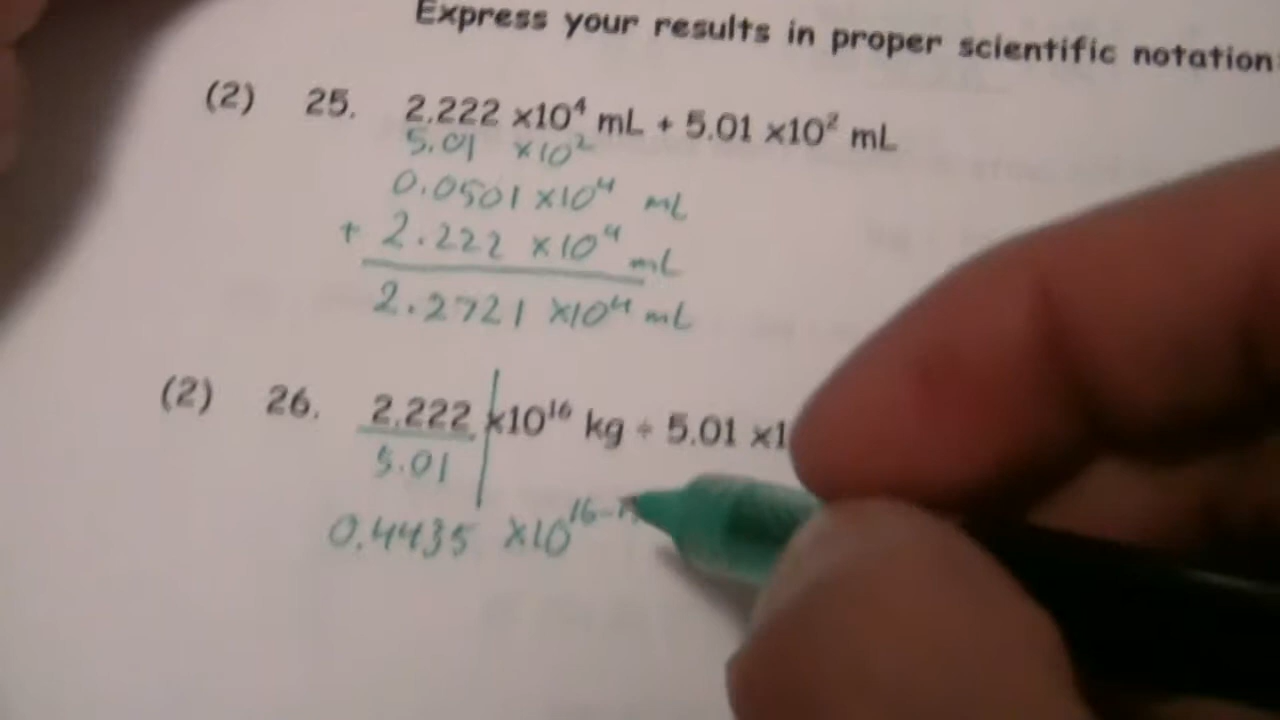 Express your results in proper scientific notation:
(2) 25. 2.222 ×10⁴ mL + 5.01 ×10² mL
5.01 ×10²
0.0501 ×10⁴ mL
+ 2.222 ×10⁴ mL
2.2721 ×10⁴ mL
(2) 26. 2.222 ×10¹⁶ kg ÷ 5.01 ×1
5.01
0.4435 ×10¹⁶⁻